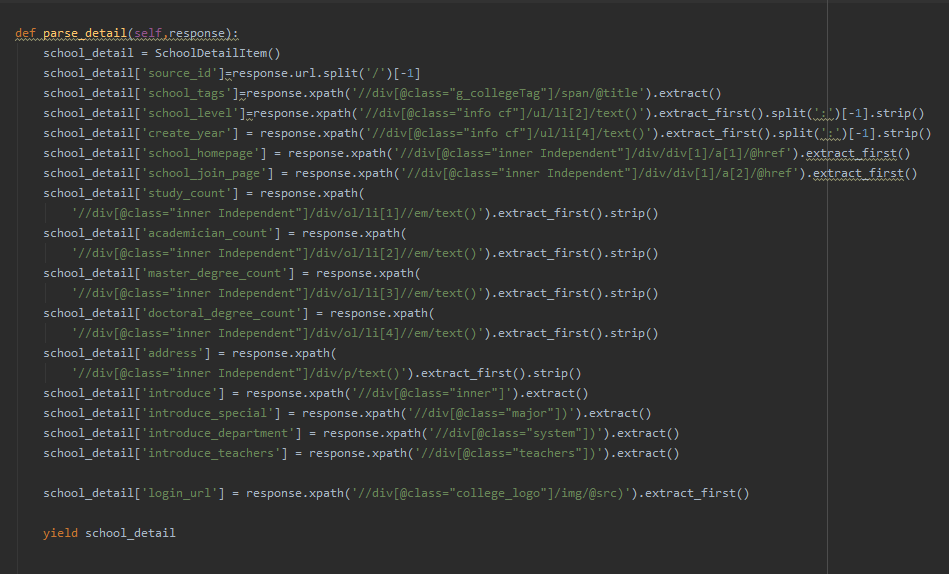 def parse_detail(self,response):
    school_detail = SchoolDetailItem()
    school_detail['source_id']=response.url.split('/')[-1]
    school_detail['school_tags']=response.xpath('//div[@class="g_collegeTag"]/span/@title').extract()
    school_detail['school_level']=response.xpath('//div[@class="info cf"]/ul/li[2]/text()').extract_first().split(':')[-1].strip()
    school_detail['create_year'] = response.xpath('//div[@class="info cf"]/ul/li[4]/text()').extract_first().split(':')[-1].strip()
    school_detail['school_homepage'] = response.xpath('//div[@class="inner Independent"]/div/div[1]/a[1]/@href').extract_first()
    school_detail['school_join_page'] = response.xpath('//div[@class="inner Independent"]/div/div[1]/a[2]/@href').extract_first()
    school_detail['study_count'] = response.xpath(
        '//div[@class="inner Independent"]/div/ol/li[1]//em/text()').extract_first().strip()
    school_detail['academician_count'] = response.xpath(
        '//div[@class="inner Independent"]/div/ol/li[2]//em/text()').extract_first().strip()
    school_detail['master_degree_count'] = response.xpath(
        '//div[@class="inner Independent"]/div/ol/li[3]//em/text()').extract_first().strip()
    school_detail['doctoral_degree_count'] = response.xpath(
        '//div[@class="inner Independent"]/div/ol/li[4]//em/text()').extract_first().strip()
    school_detail['address'] = response.xpath(
        '//div[@class="inner Independent"]/div/p/text()').extract_first().strip()
    school_detail['introduce'] = response.xpath('//div[@class="inner"]').extract()
    school_detail['introduce_special'] = response.xpath('//div[@class="major"])').extract()
    school_detail['introduce_department'] = response.xpath('//div[@class="system"])').extract()
    school_detail['introduce_teachers'] = response.xpath('//div[@class="teachers"])').extract()
    school_detail['login_url'] = response.xpath('//div[@class="college_logo"]/img/@src)').extract_first()
    yield school_detail